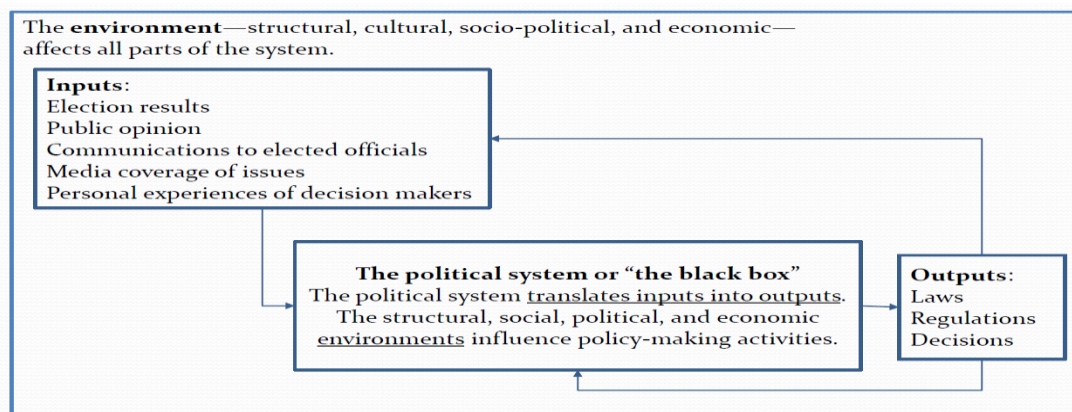 The environment—structural, cultural, socio-political, and economic—
affects all parts of the system.
Inputs:
Election results
Public opinion
Communications to elected officials
Media coverage of issues
Personal experiences of decision makers
The political system or “the black box”
The political system translates inputs into outputs.
The structural, social, political, and economic
environments influence policy-making activities.
Outputs:
Laws
Regulations
Decisions